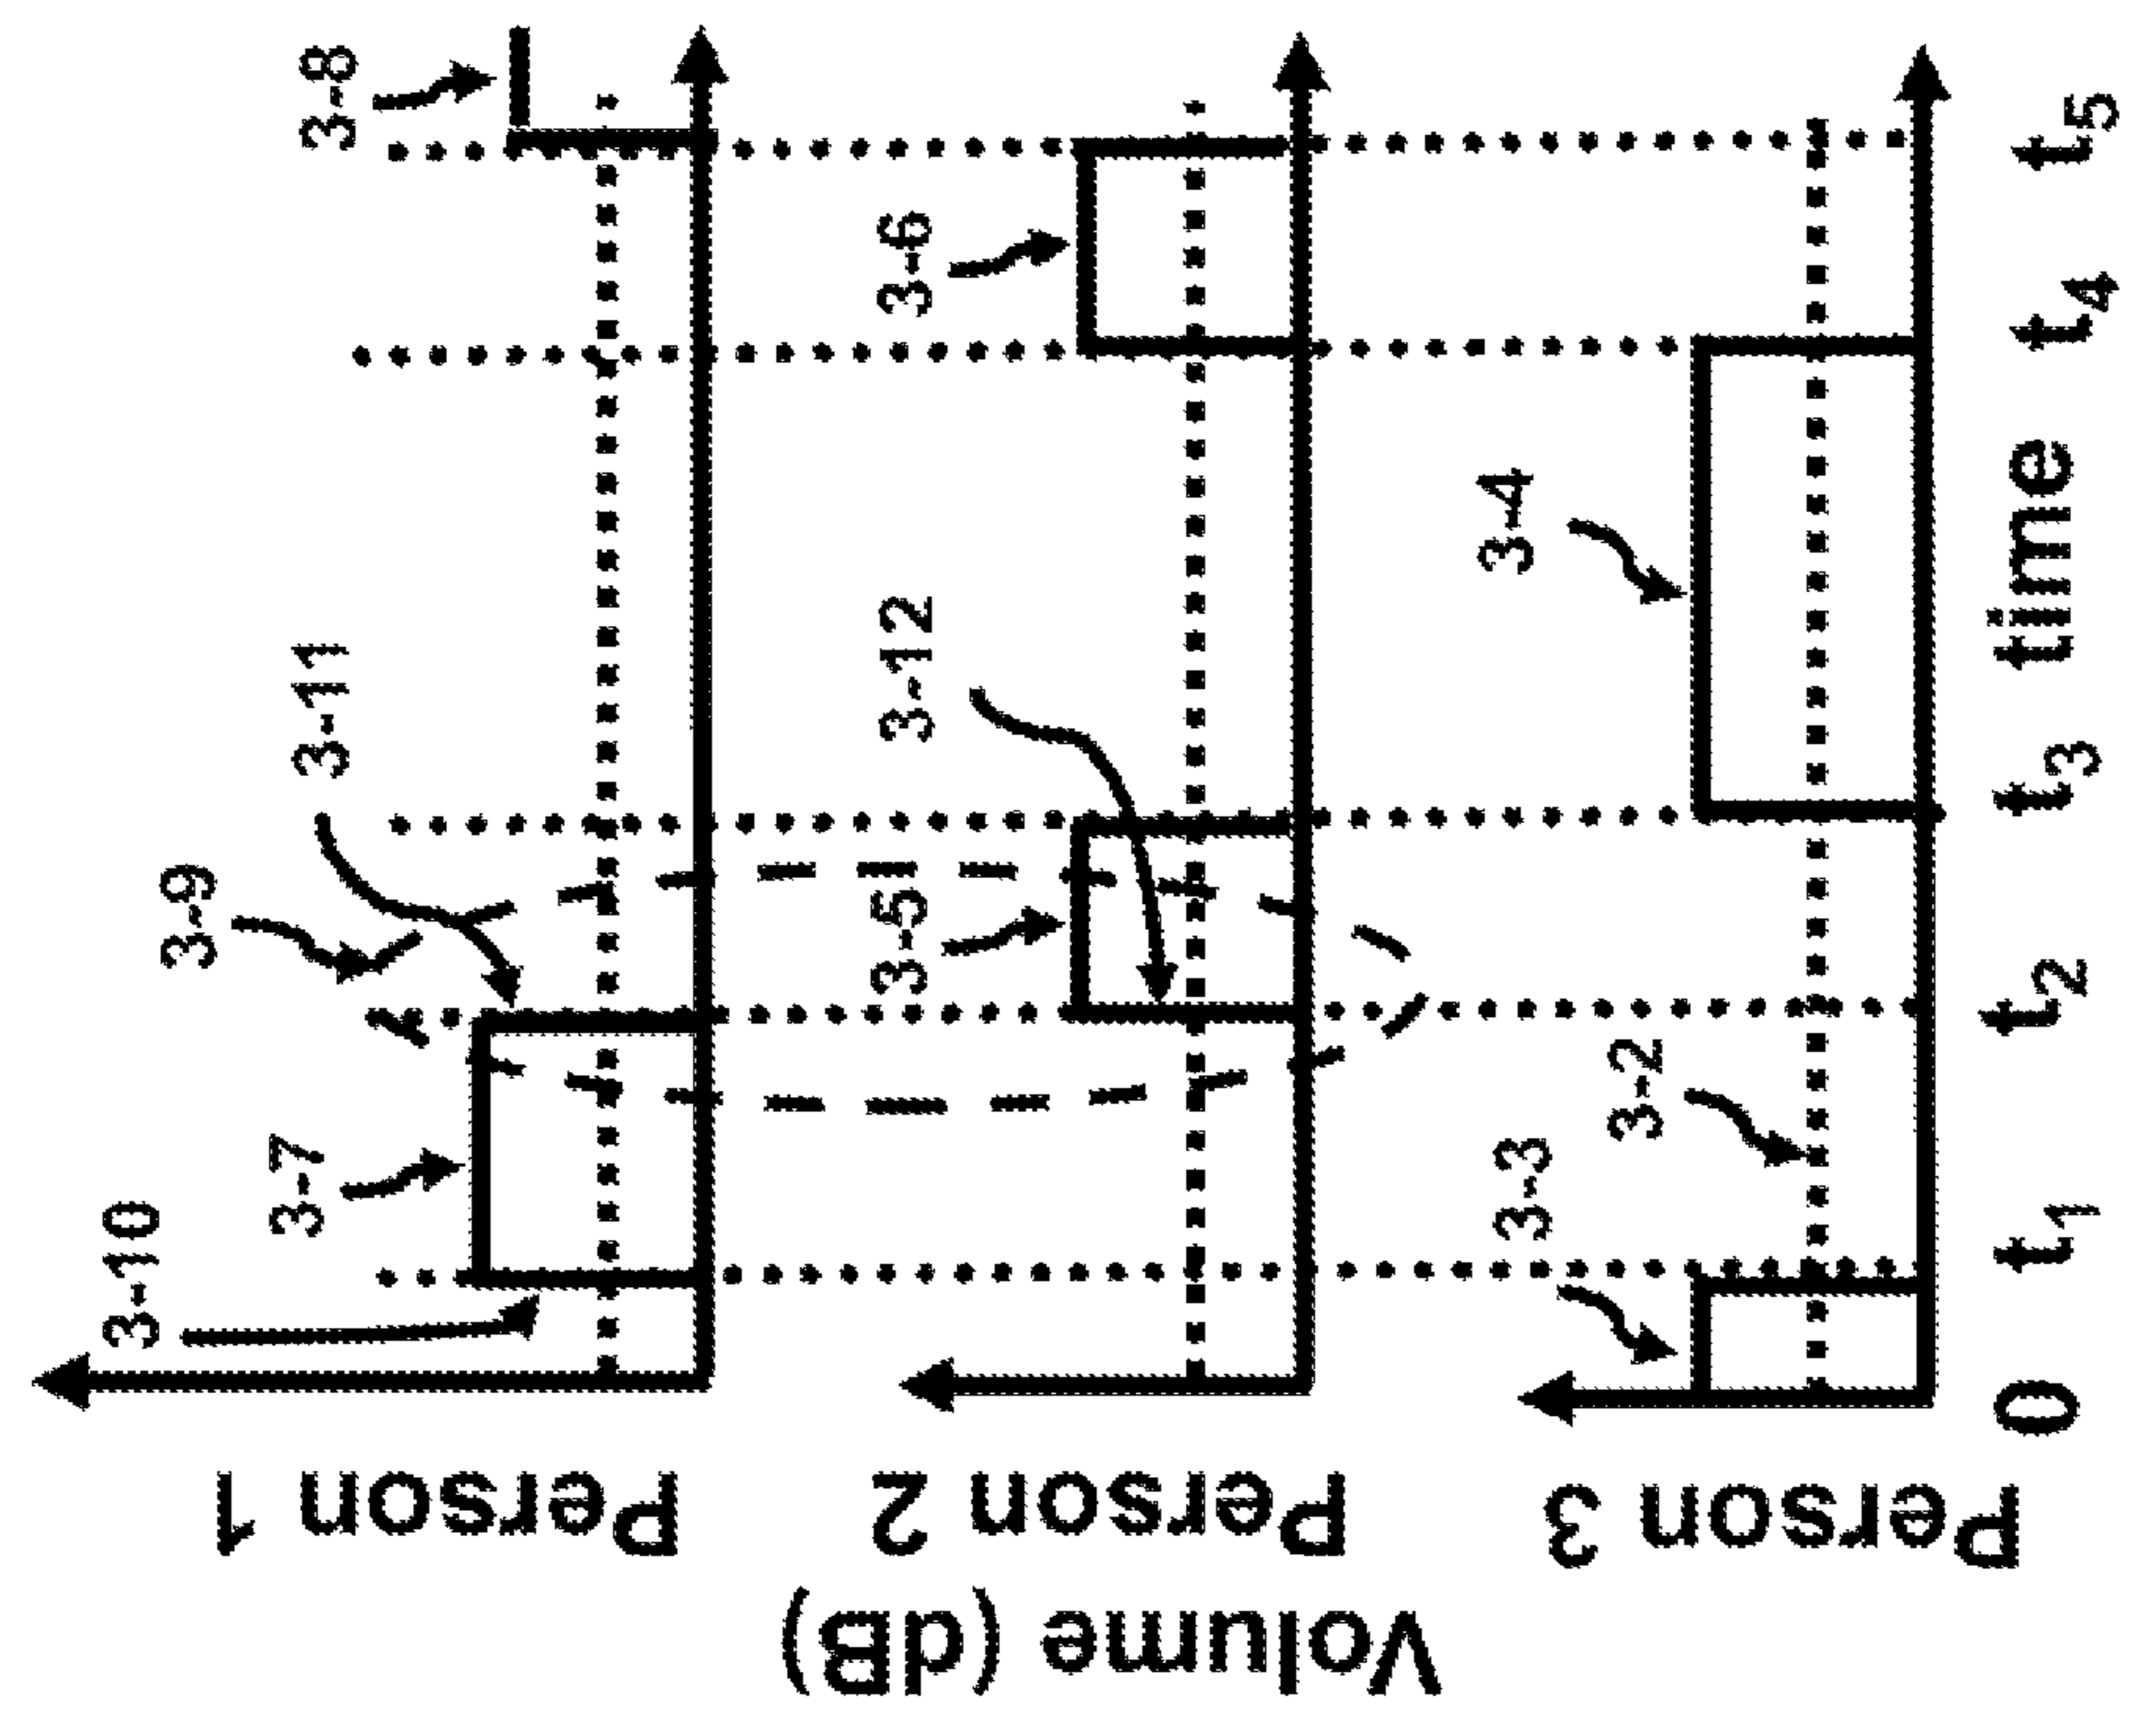 Volume (dB)
Person 1
Person 2
Person 3
3-10
3-7
3-9
3-11
3-8
3-5
3-12
3-6
3-3
3-2
3-4
0 t1 t2 t3 time t4 t5